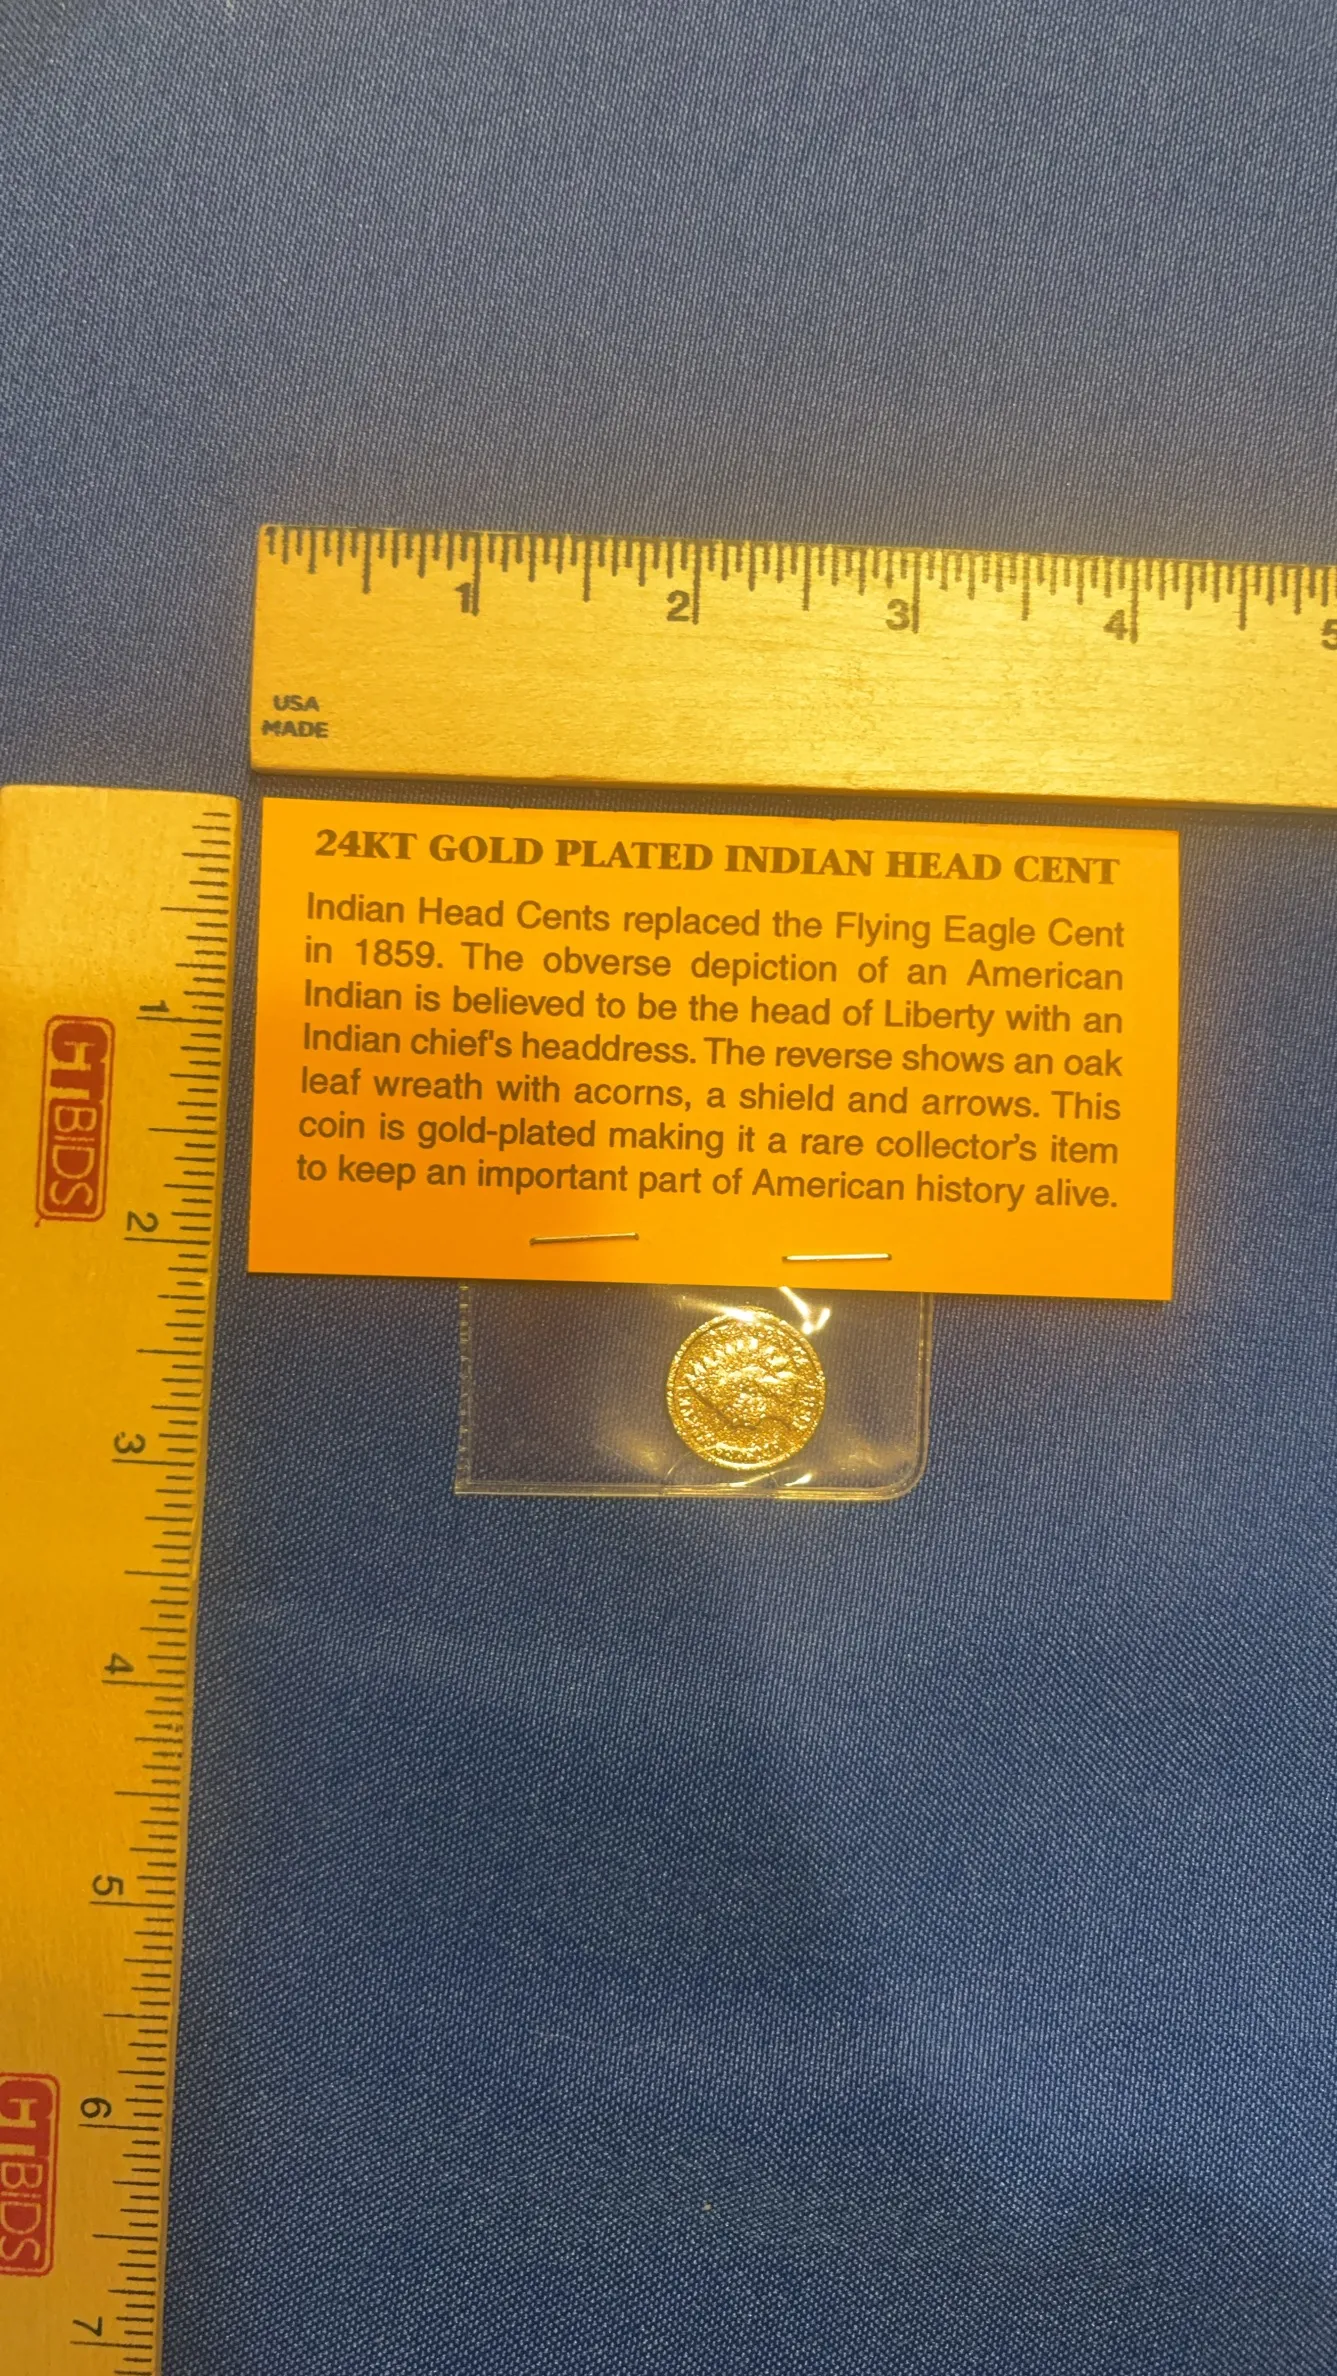 1 2 3 4 5
USA
MADE
24KT GOLD PLATED INDIAN HEAD CENT
Indian Head Cents replaced the Flying Eagle Cent
in 1859. The obverse depiction of an American
Indian is believed to be the head of Liberty with an
Indian chief's headdress. The reverse shows an oak
leaf wreath with acorns, a shield and arrows. This
coin is gold-plated making it a rare collector's item
to keep an important part of American history alive.
1
CTBIDS
2
3
4
5
6
CTBIDS
7